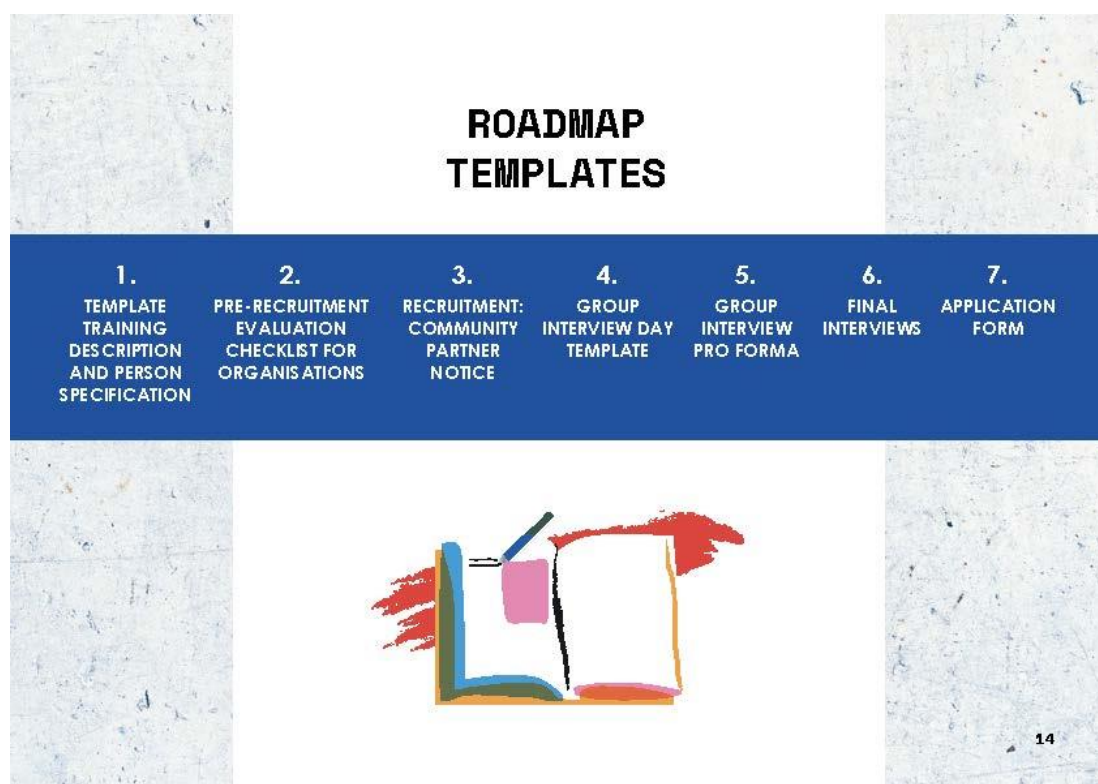 ROADMAP
TEMPLATES
1.
TEMPLATE
TRAINING
DESCRIPTION
AND PERSON
SPECIFICATION
2.
PRE-RECRUITMENT
EVALUATION
CHECKLIST FOR
ORGANISATIONS
3.
RECRUITMENT:
COMMUNITY
PARTNER
NOTICE
4.
GROUP
INTERVIEW DAY
TEMPLATE
5.
GROUP
INTERVIEW
PRO FORMA
6.
FINAL
INTERVIEWS
7.
APPLICATION
FORM
14